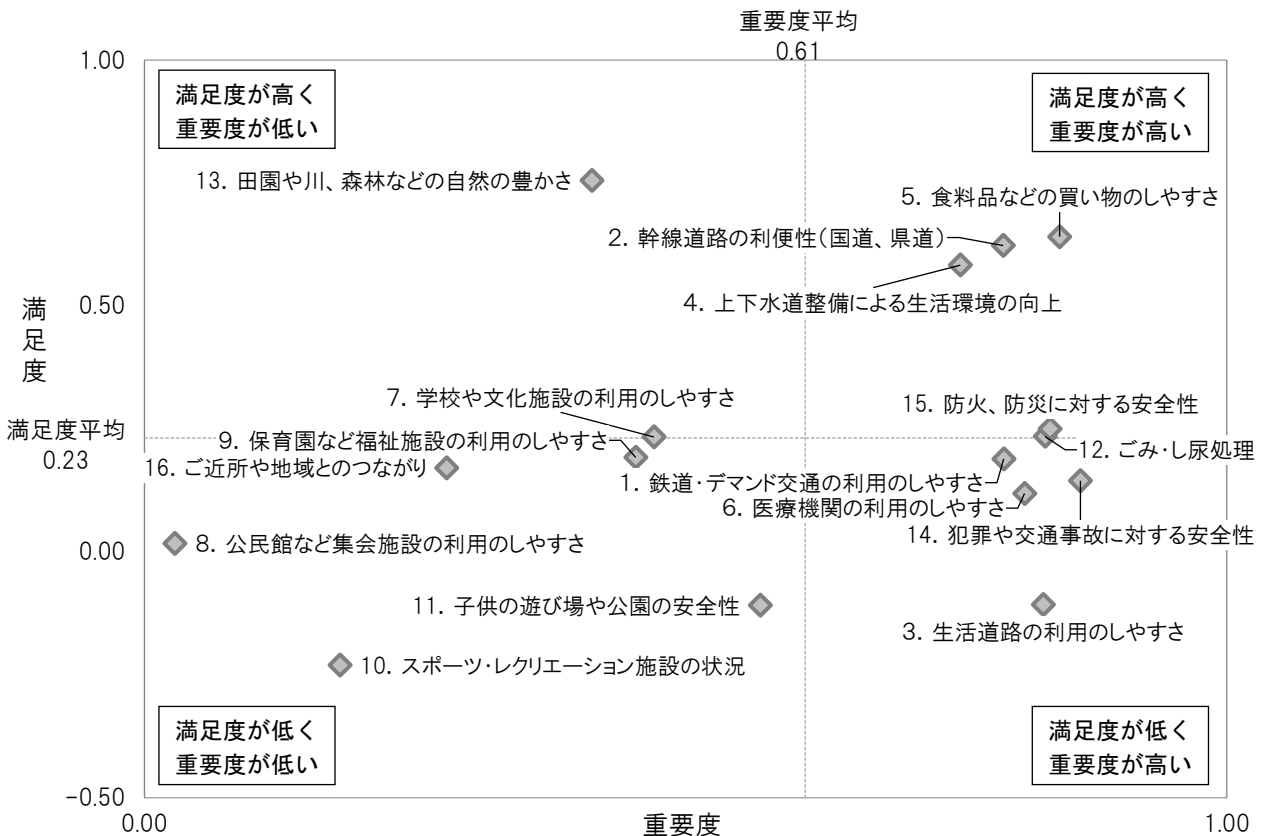 重要度平均
0.61
1.00
満足度が高く
重要度が低い
満足度が高く
重要度が高い
13. 田園や川、森林などの自然の豊かさ
5. 食料品などの買い物のしやすさ
2. 幹線道路の利便性(国道、県道)
4. 上下水道整備による生活環境の向上
0.50
満足度
7. 学校や文化施設の利用のしやすさ
15. 防火、防災に対する安全性
満足度平均
0.23
9. 保育園など福祉施設の利用のしやすさ
12. ごみ・し尿処理
16. ご近所や地域とのつながり
1. 鉄道・デマンド交通の利用のしやすさ
6. 医療機関の利用のしやすさ
14. 犯罪や交通事故に対する安全性
0.00
8. 公民館など集会施設の利用のしやすさ
11. 子供の遊び場や公園の安全性
3. 生活道路の利用のしやすさ
10. スポーツ・レクリエーション施設の状況
満足度が低く
重要度が低い
満足度が低く
重要度が高い
-0.50
0.00
重要度
1.00